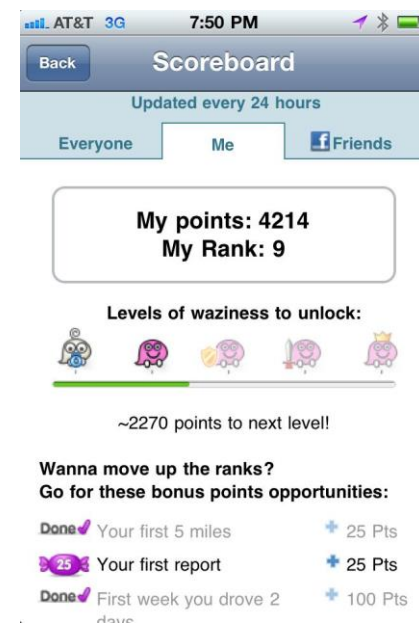 AT&T 3G 7:50 PM
Back Scoreboard
Updated every 24 hours
Everyone Me f Friends
My points: 4214
My Rank: 9
Levels of waziness to unlock:
~2270 points to next level!
Wanna move up the ranks?
Go for these bonus points opportunities:
Done Your first 5 miles + 25 Pts
25 Your first report + 25 Pts
Done First week you drove 2 + 100 Pts
days